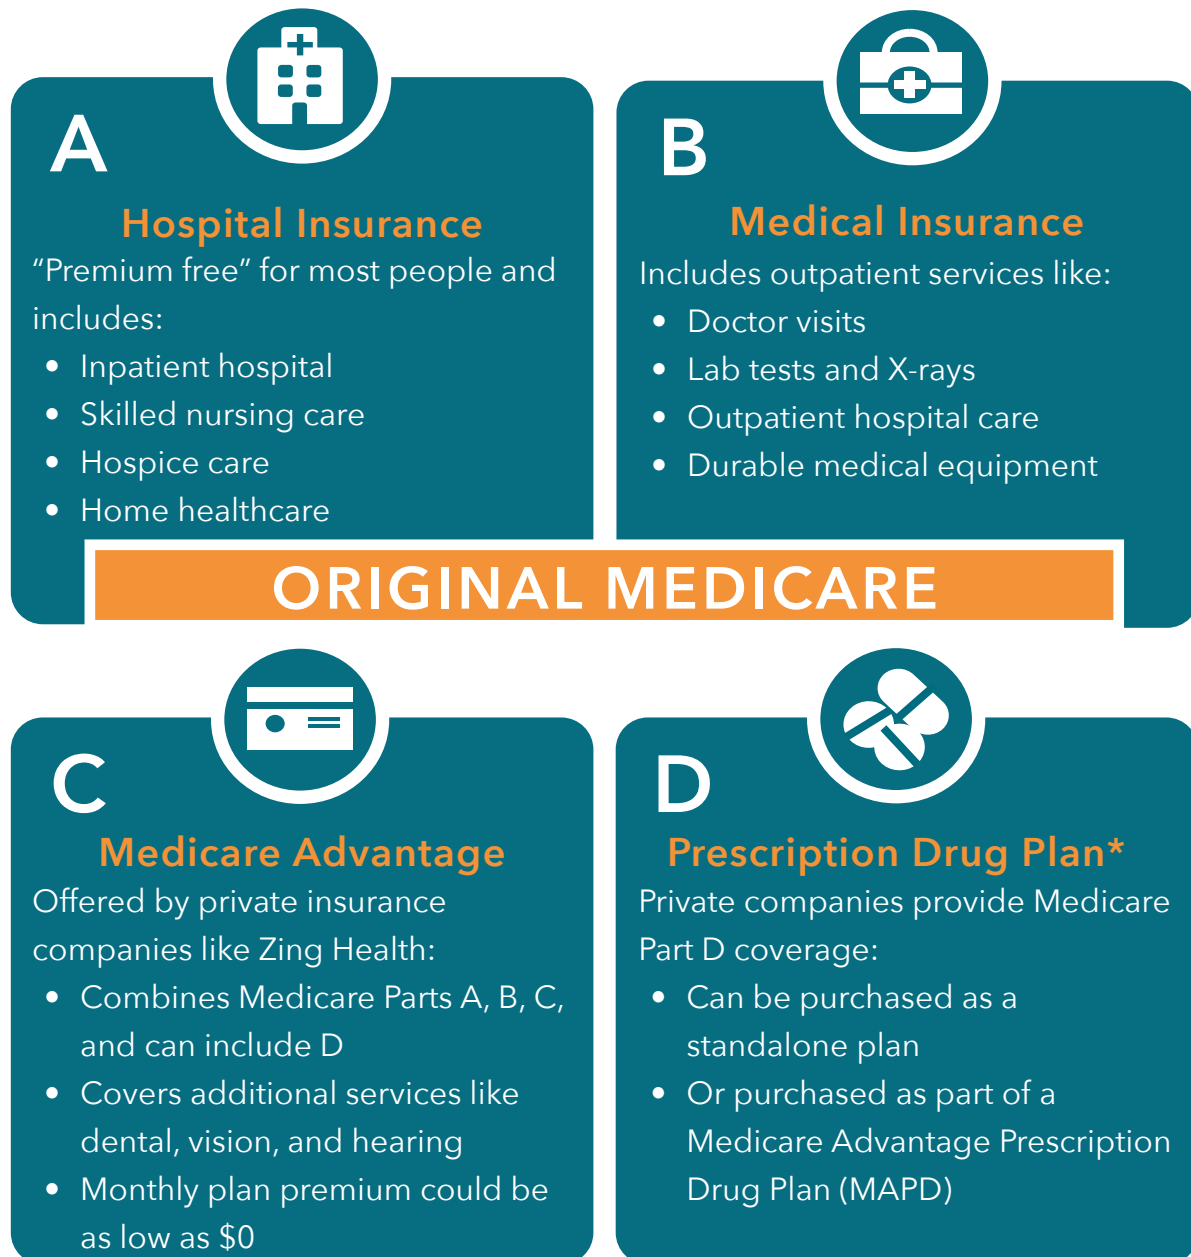 A
Hospital Insurance
“Premium free” for most people and
includes:
• Inpatient hospital
• Skilled nursing care
• Hospice care
• Home healthcare
B
Medical Insurance
Includes outpatient services like:
• Doctor visits
• Lab tests and X-rays
• Outpatient hospital care
• Durable medical equipment
ORIGINAL MEDICARE
C
Medicare Advantage
Offered by private insurance
companies like Zing Health:
• Combines Medicare Parts A, B, C,
and can include D
• Covers additional services like
dental, vision, and hearing
• Monthly plan premium could be
as low as $0
D
Prescription Drug Plan*
Private companies provide Medicare
Part D coverage:
• Can be purchased as a
standalone plan
• Or purchased as part of a
Medicare Advantage Prescription
Drug Plan (MAPD)